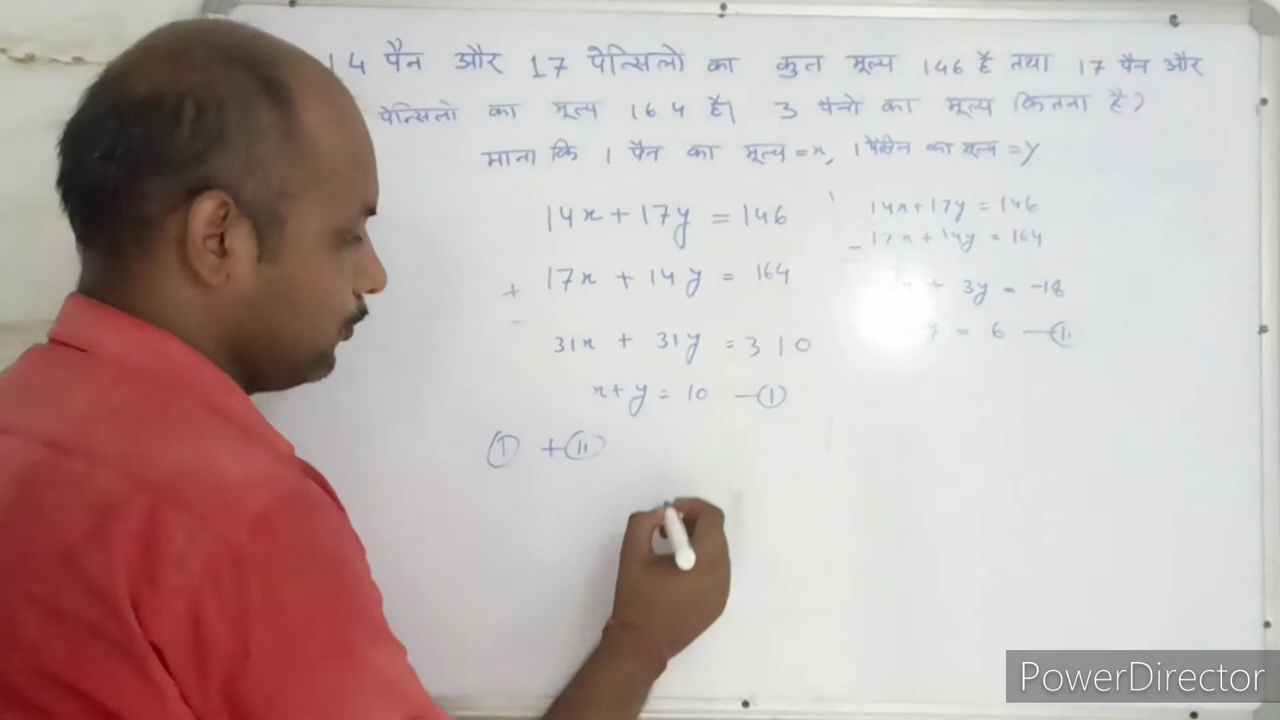 14 पैन और 17 पेन्सिलो का कुल मूल्य 146 है तथा 17 पैन और
पेन्सिलो का मूल्य 164 है। 3 पैनो का मूल्य कितना है?
माना कि 1 पैन का मूल्य = x, 1 का मूल्य = y
14x + 17y = 146
+ 17x + 14y = 164
31x + 31y = 310
x + y = 10 — ①
① + ⑪
14x + 17y = 146
- 17x + 14y = 164
+ 3y = -18
= 6 — ⑪
PowerDirector